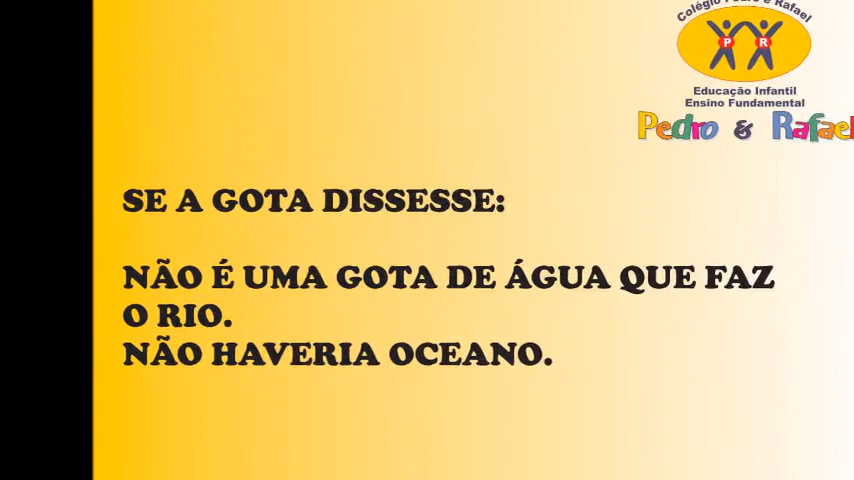 Colégio Pedro e Rafael
P R
Educação Infantil
Ensino Fundamental
Pedro & Rafael
SE A GOTA DISSESSE:
NÃO É UMA GOTA DE ÁGUA QUE FAZ
O RIO.
NÃO HAVERIA OCEANO.